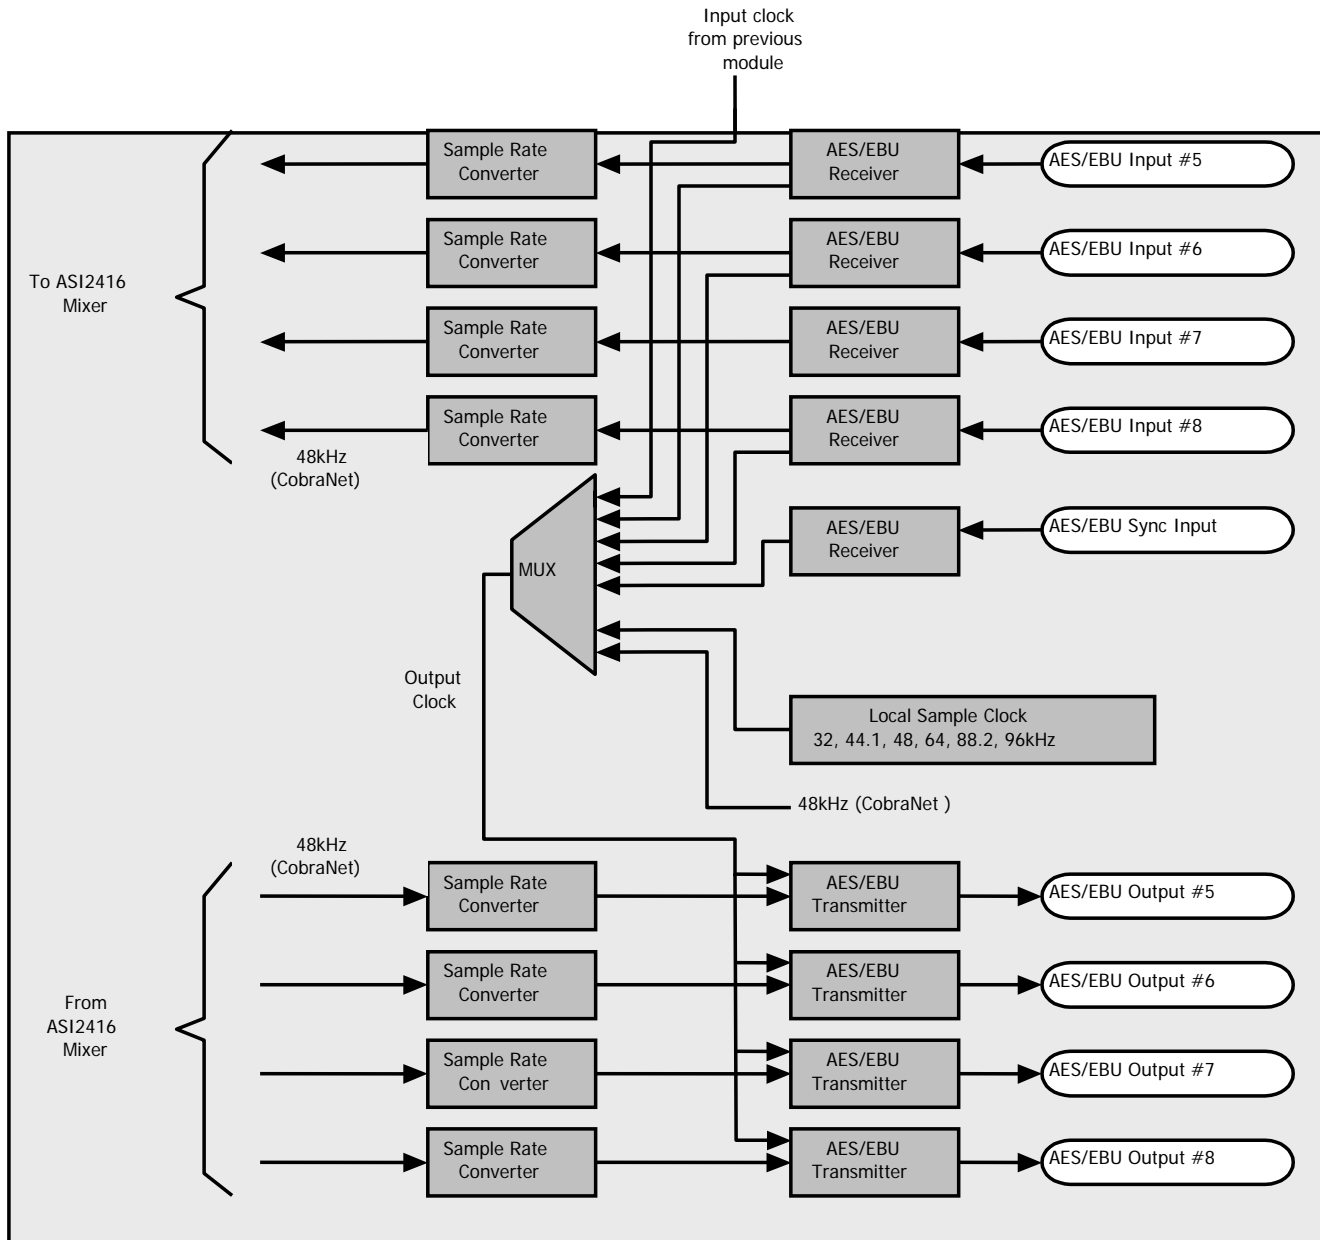 Input clock
from previous
module
Sample Rate
Converter
AES/EBU
Receiver
AES/EBU Input #5
Sample Rate
Converter
AES/EBU
Receiver
AES/EBU Input #6
To ASI2416
Mixer
Sample Rate
Converter
AES/EBU
Receiver
AES/EBU Input #7
Sample Rate
Converter
AES/EBU
Receiver
AES/EBU Input #8
48kHz
(CobraNet)
AES/EBU
Receiver
AES/EBU Sync Input
MUX
Output
Clock
Local Sample Clock
32, 44.1, 48, 64, 88.2, 96kHz
48kHz (CobraNet )
48kHz
(CobraNet)
Sample Rate
Converter
AES/EBU
Transmitter
AES/EBU Output #5
Sample Rate
Converter
AES/EBU
Transmitter
AES/EBU Output #6
From
ASI2416
Mixer
Sample Rate
Con verter
AES/EBU
Transmitter
AES/EBU Output #7
Sample Rate
Converter
AES/EBU
Transmitter
AES/EBU Output #8